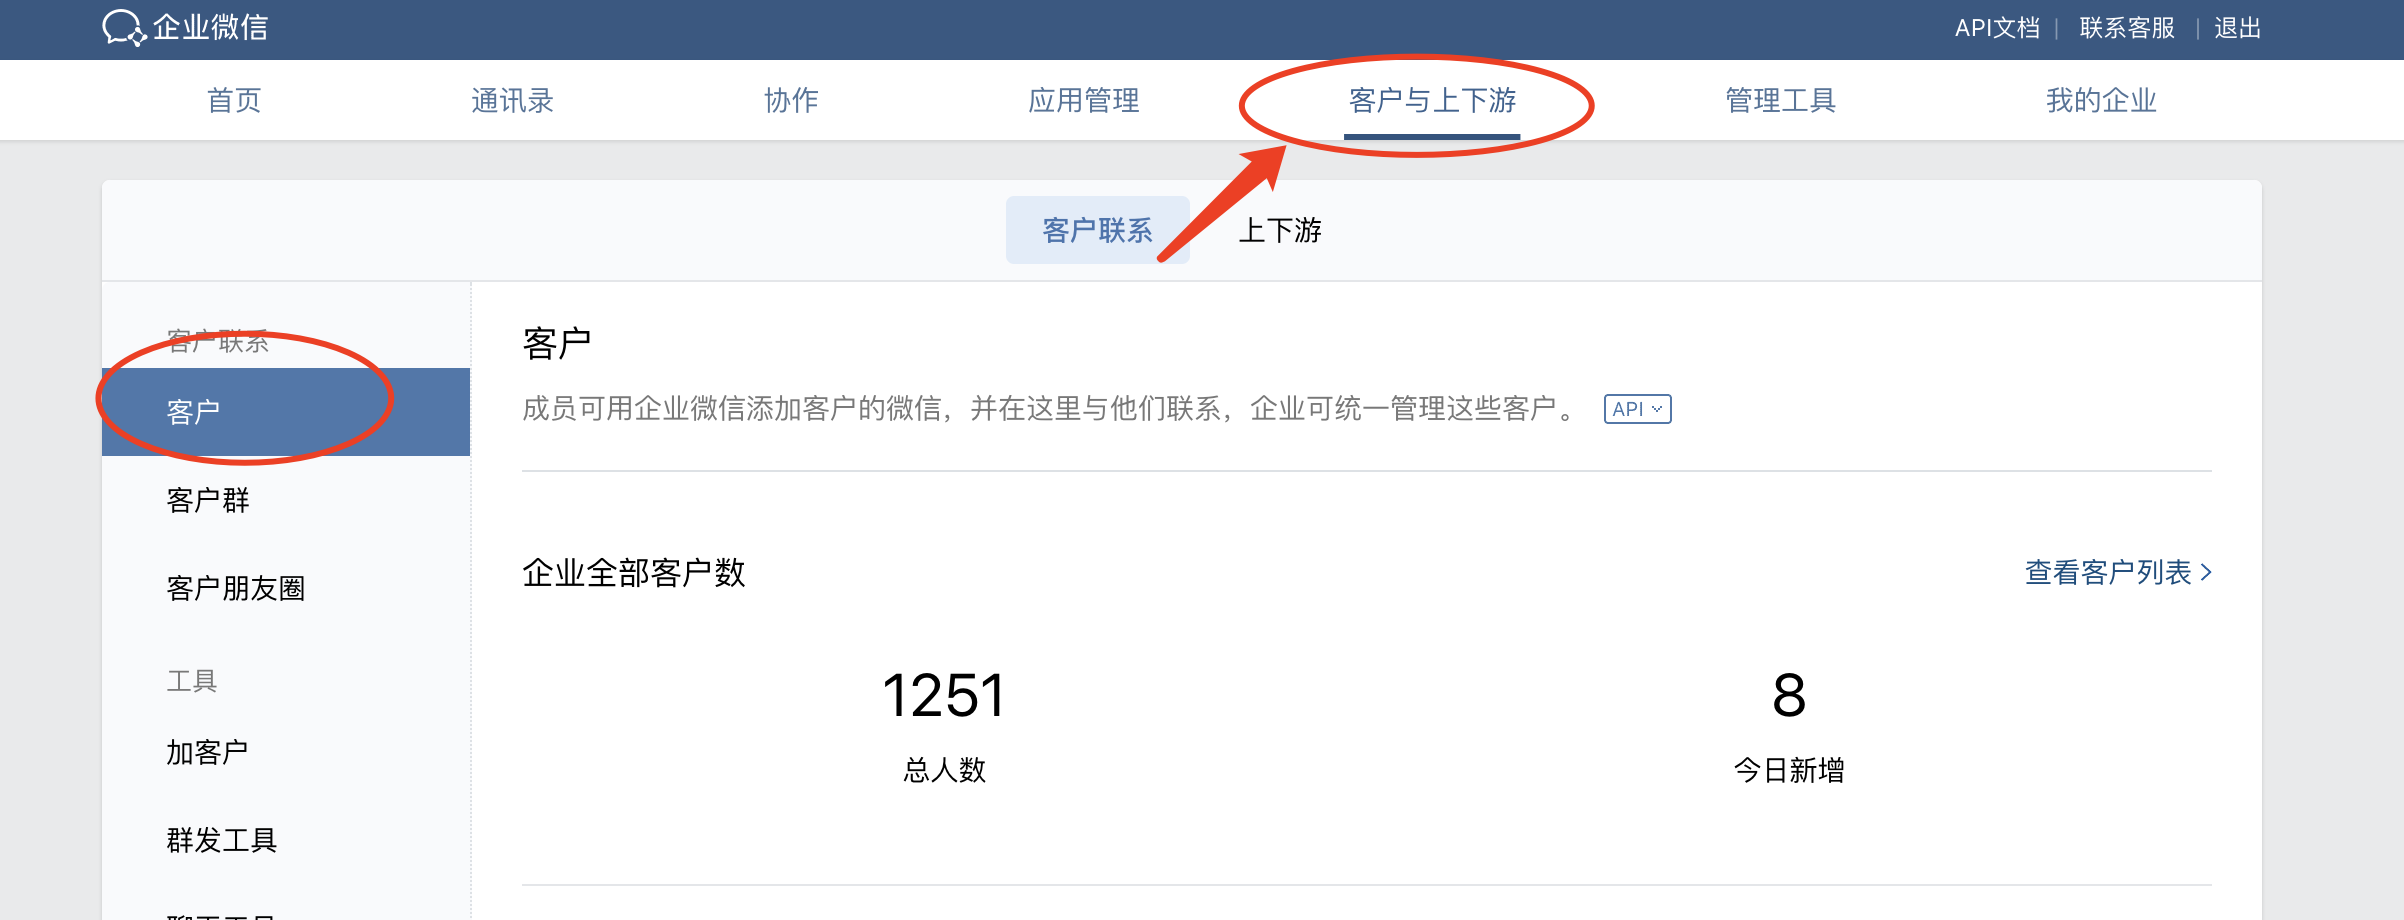 企业微信
API文档 | 联系客服 | 退出
首页 通讯录 协作 应用管理 客户与上下游 管理工具 我的企业
客户联系 上下游
客户联系
客户
客户群
客户朋友圈
工具
加客户
群发工具
客户
成员可用企业微信添加客户的微信，并在这里与他们联系，企业可统一管理这些客户。 API
企业全部客户数 查看客户列表
1251 8
总人数 今日新增